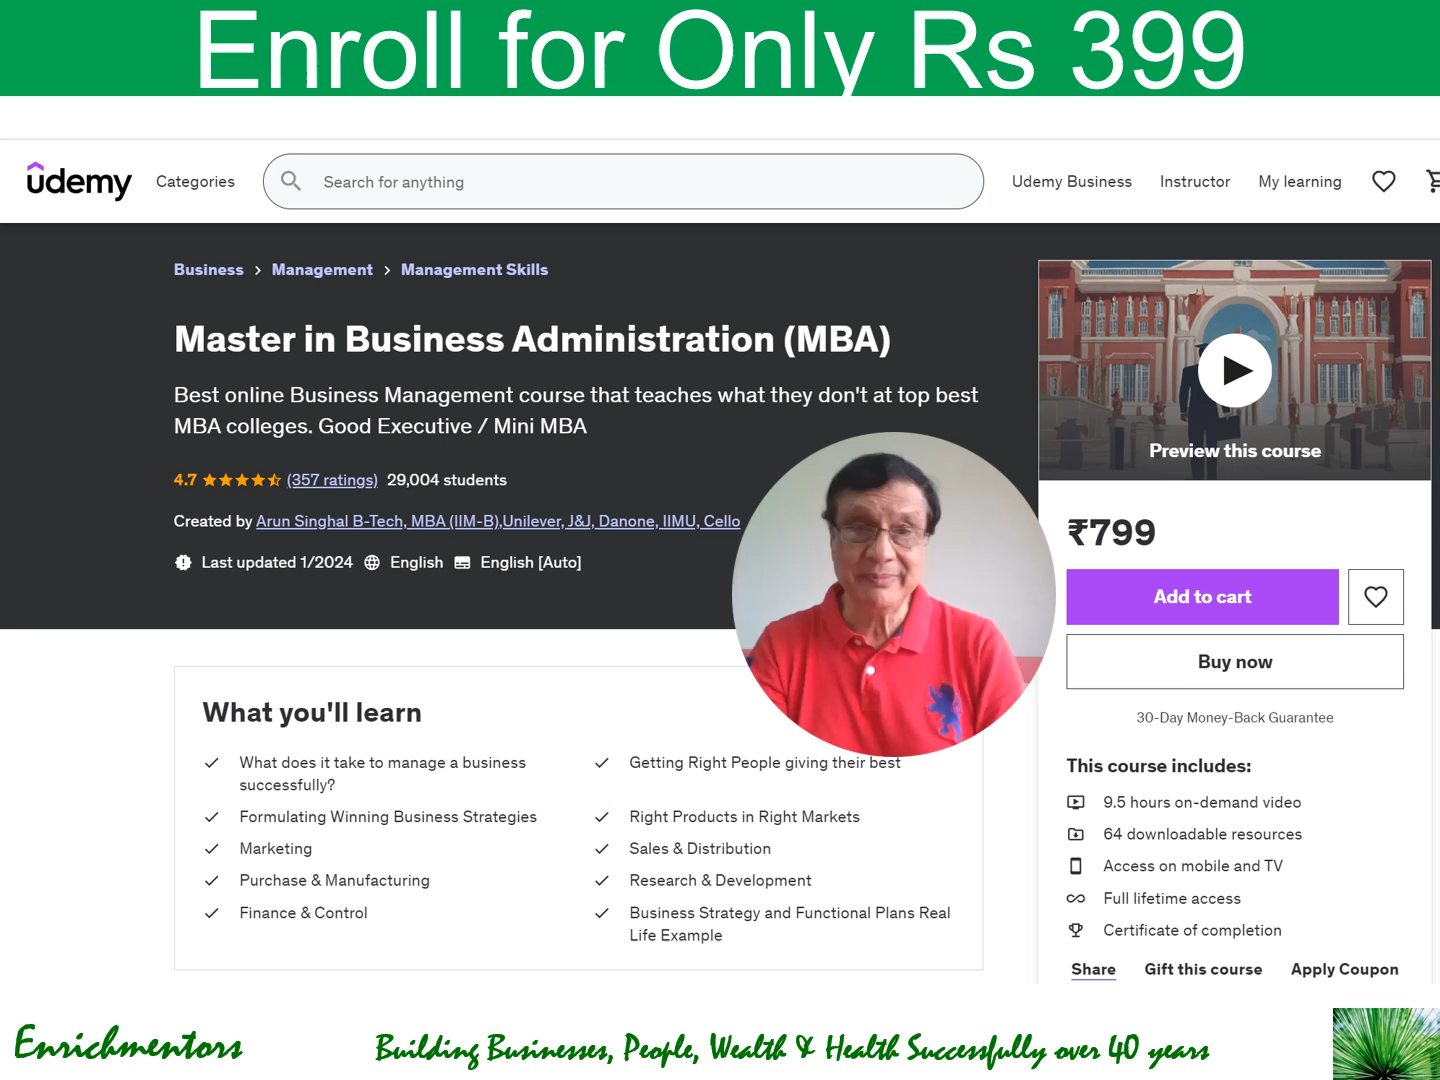 Enroll for Only Rs 399
udemy
Categories
Search for anything
Udemy Business
Instructor
My learning
Business > Management > Management Skills
Master in Business Administration (MBA)
Best online Business Management course that teaches what they don't at top best
MBA colleges. Good Executive / Mini MBA
4.7 (357 ratings) 29,004 students
Created by Arun Singhal B-Tech, MBA (IIM-B),Unilever, J&J, Danone, IIMU, Cello
Last updated 1/2024 English English [Auto]
What you'll learn
What does it take to manage a business
successfully?
Formulating Winning Business Strategies
Marketing
Purchase & Manufacturing
Finance & Control
Getting Right People giving their best
Right Products in Right Markets
Sales & Distribution
Research & Development
Business Strategy and Functional Plans Real
Life Example
Preview this course
₹799
Add to cart
Buy now
30-Day Money-Back Guarantee
This course includes:
9.5 hours on-demand video
64 downloadable resources
Access on mobile and TV
Full lifetime access
Certificate of completion
Share Gift this course Apply Coupon
Enrichmentors
Building Businesses, People, Wealth & Health Successfully over 40 years